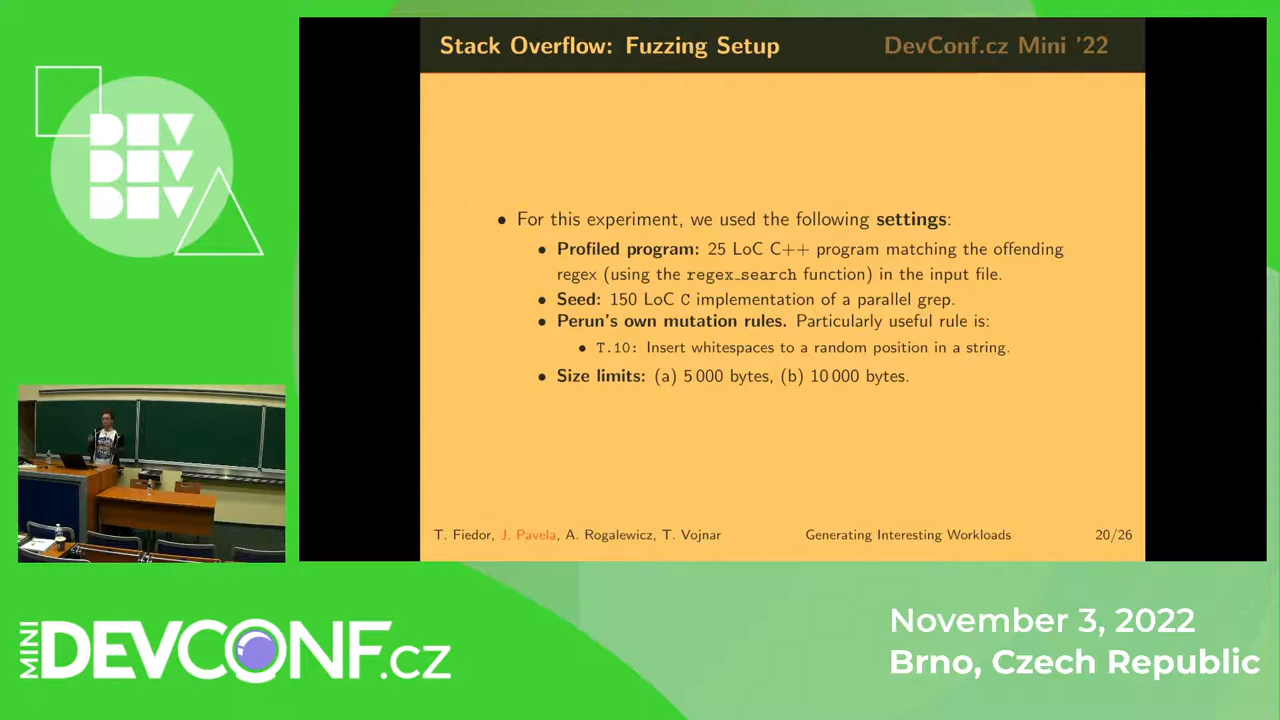 Stack Overflow: Fuzzing Setup
DevConf.cz Mini '22
DEV
DEV
DEV
• For this experiment, we used the following settings:
• Profiled program: 25 LoC C++ program matching the offending
regex (using the regex_search function) in the input file.
• Seed: 150 LoC C implementation of a parallel grep.
• Perun's own mutation rules. Particularly useful rule is:
• T.10: Insert whitespaces to a random position in a string.
• Size limits: (a) 5 000 bytes, (b) 10 000 bytes.
T. Fiedor, J. Pavela, A. Rogalewicz, T. Vojnar
Generating Interesting Workloads
20/26
MINI DEVCONF.cz
November 3, 2022
Brno, Czech Republic